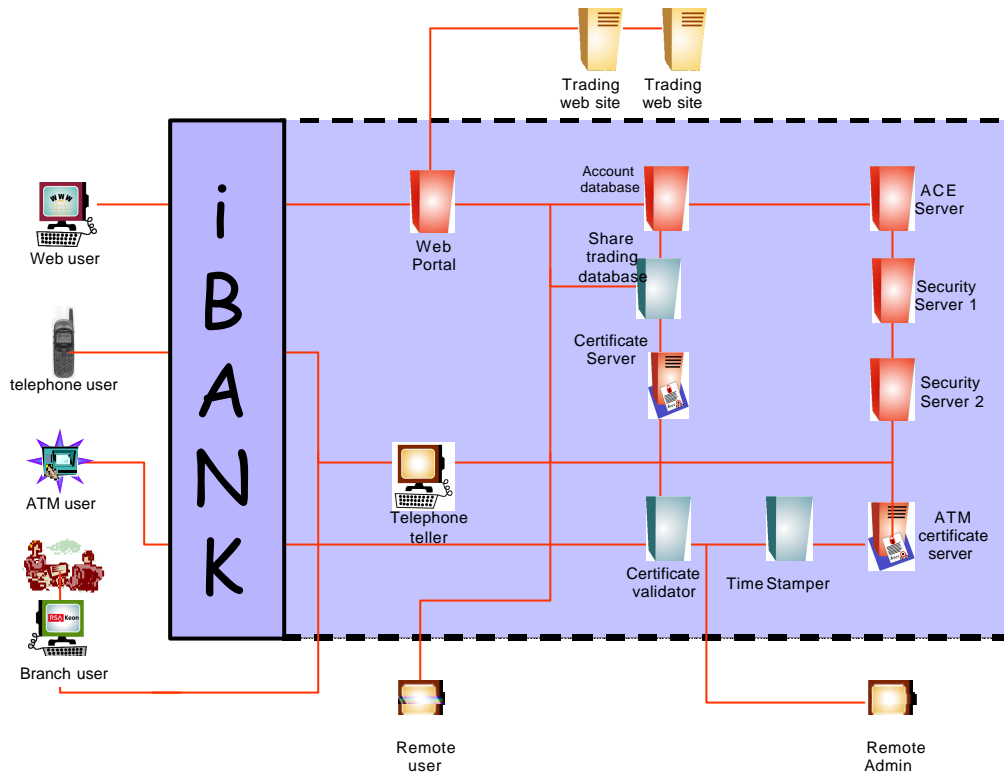 Trading
web site
Trading
web site
i
B
A
N
K
Account
database
ACE
Server
WWW
Web user
Web
Portal
Share
trading
database
Security
Server 1
Certificate
Server
telephone user
Security
Server 2
ATM user
Telephone
teller
ATM
certificate
server
Certificate
validator
Time Stamper
RSA Keon
Branch user
Remote
user
Remote
Admin